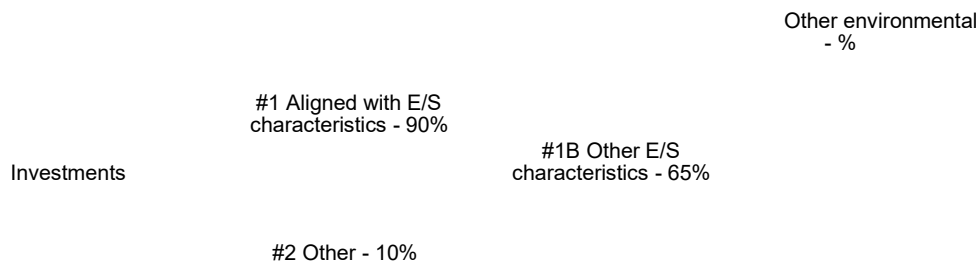 Other environmental
- %
#1 Aligned with E/S
characteristics - 90%
#1B Other E/S
characteristics - 65%
Investments
#2 Other - 10%